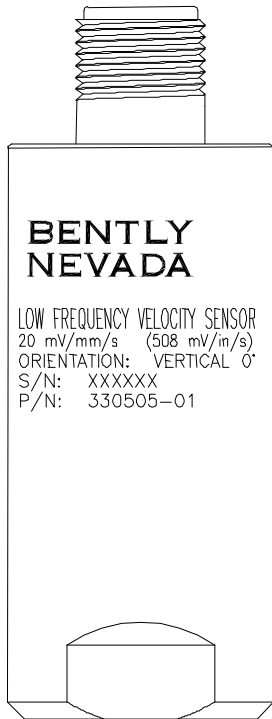 BENTLY
NEVADA
LOW FREQUENCY VELOCITY SENSOR
20 mV/mm/s (508 mV/in/s)
ORIENTATION: VERTICAL 0°
S/N: XXXXXX
P/N: 330505-01